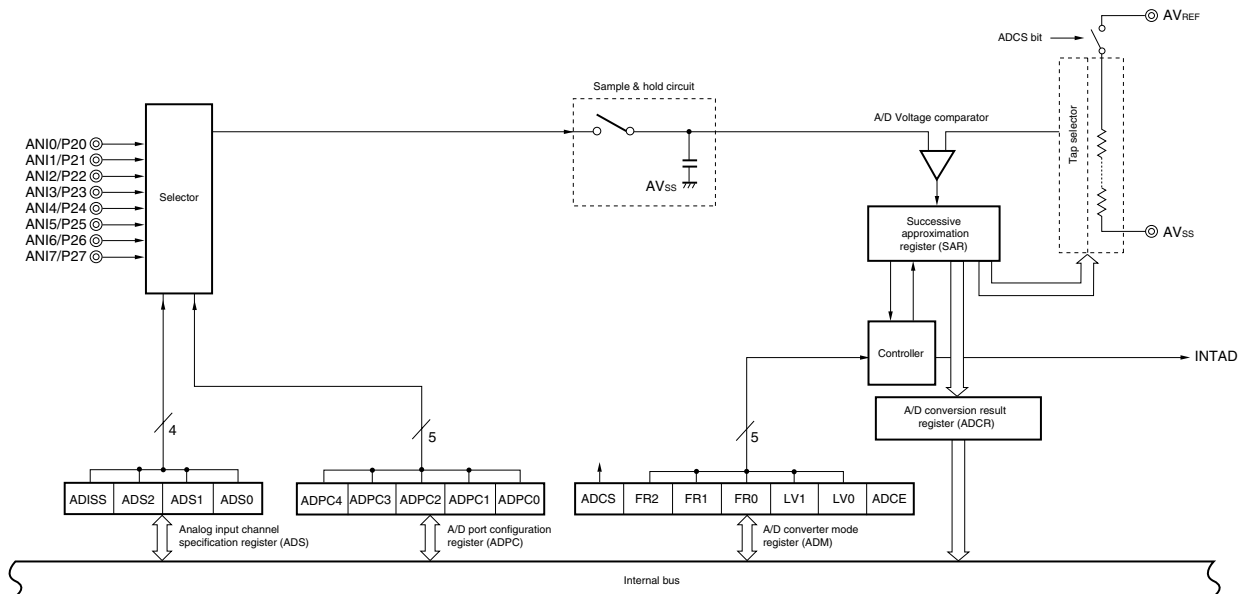 AVREF
ADCS bit
Sample & hold circuit
A/D Voltage comparator
Tap selector
ANI0/P20
ANI1/P21
ANI2/P22
ANI3/P23
ANI4/P24
ANI5/P25
ANI6/P26
ANI7/P27
Selector
AVSS
Successive
approximation
register (SAR)
AVSS
Controller
INTAD
A/D conversion result
register (ADCR)
4
5
5
ADISS ADS2 ADS1 ADS0
ADPC4 ADPC3 ADPC2 ADPC1 ADPC0
ADCS FR2 FR1 FR0 LV1 LV0 ADCE
Analog input channel
specification register (ADS)
A/D port configuration
register (ADPC)
A/D converter mode
register (ADM)
Internal bus